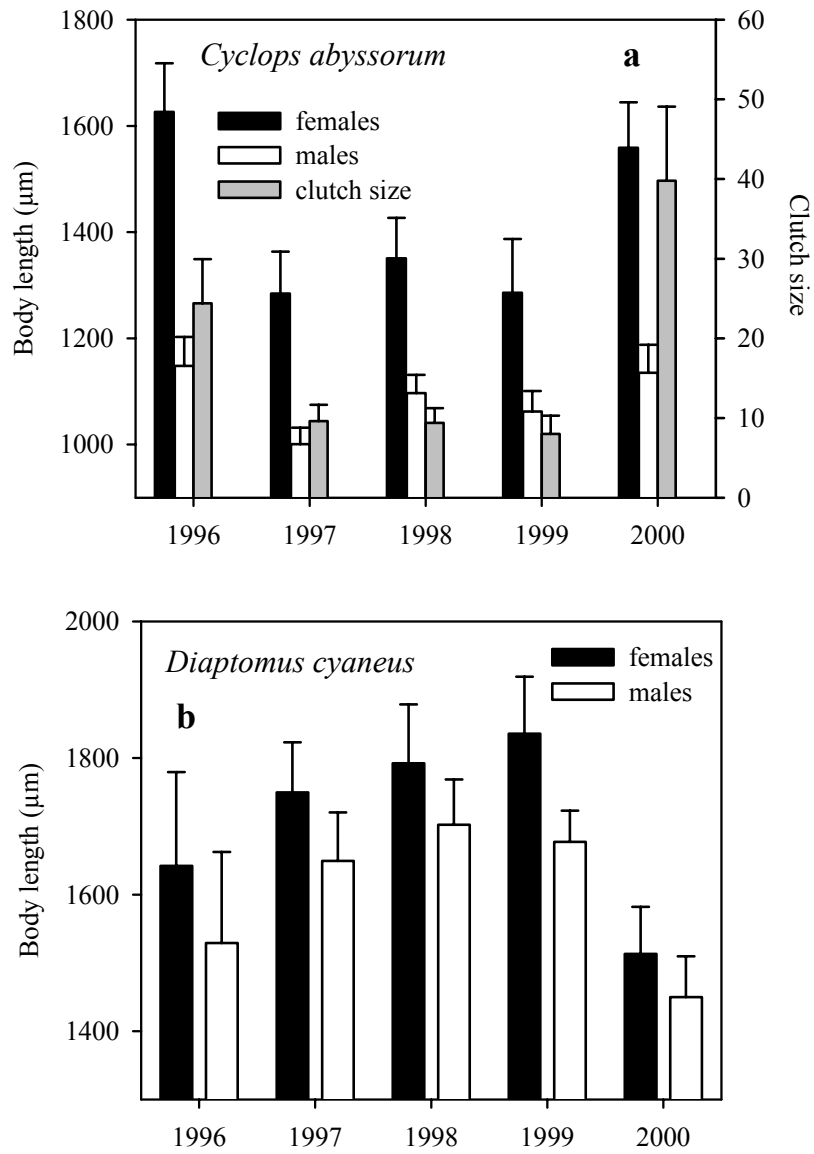 1800
60
Cyclops abyssorum
a
50
females
1600
males
40
clutch size
Body length (µm)
1400
30
Clutch size
1200
20
1000
10
0
1996 1997 1998 1999 2000
2000
Diaptomus cyaneus
females
males
b
1800
Body length (µm)
1600
1400
1996 1997 1998 1999 2000